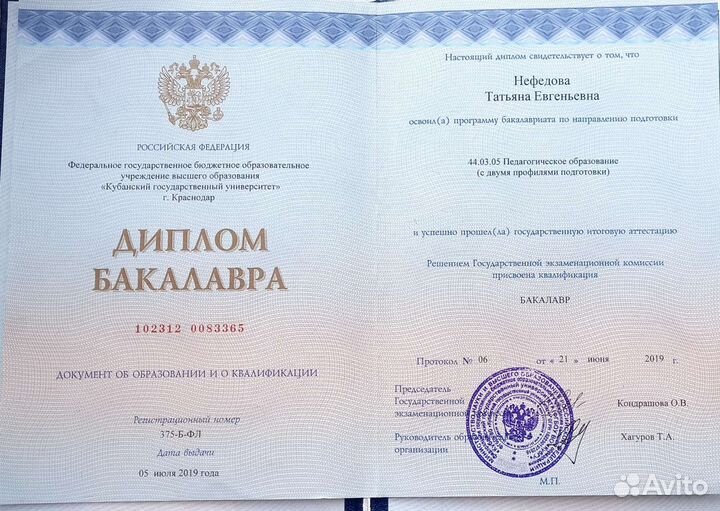 РОССИЙСКАЯ ФЕДЕРАЦИЯ
Федеральное государственное бюджетное образовательное
учреждение высшего образования
«Кубанский государственный университет»
г. Краснодар
ДИПЛОМ
БАКАЛАВРА
102312 0083365
ДОКУМЕНТ ОБ ОБРАЗОВАНИИ И О КВАЛИФИКАЦИИ
Регистрационный номер
375-Б-ФЛ
Дата выдачи
05 июля 2019 года
Настоящий диплом свидетельствует о том, что
Нефедова
Татьяна Евгеньевна
освоил(а) программу бакалавриата по направлению подготовки
44.03.05 Педагогическое образование
(с двумя профилями подготовки)
и успешно прошел(ла) государственную итоговую аттестацию
Решением Государственной экзаменационной комиссии
присвоена квалификация
БАКАЛАВР
Протокол № 06 от « 21 » июня 2019 г.
Председатель
Государственной
экзаменационной
Кондрашова О.В.
Руководитель
организации
Хагуров Т.А.
М.П.
Avito